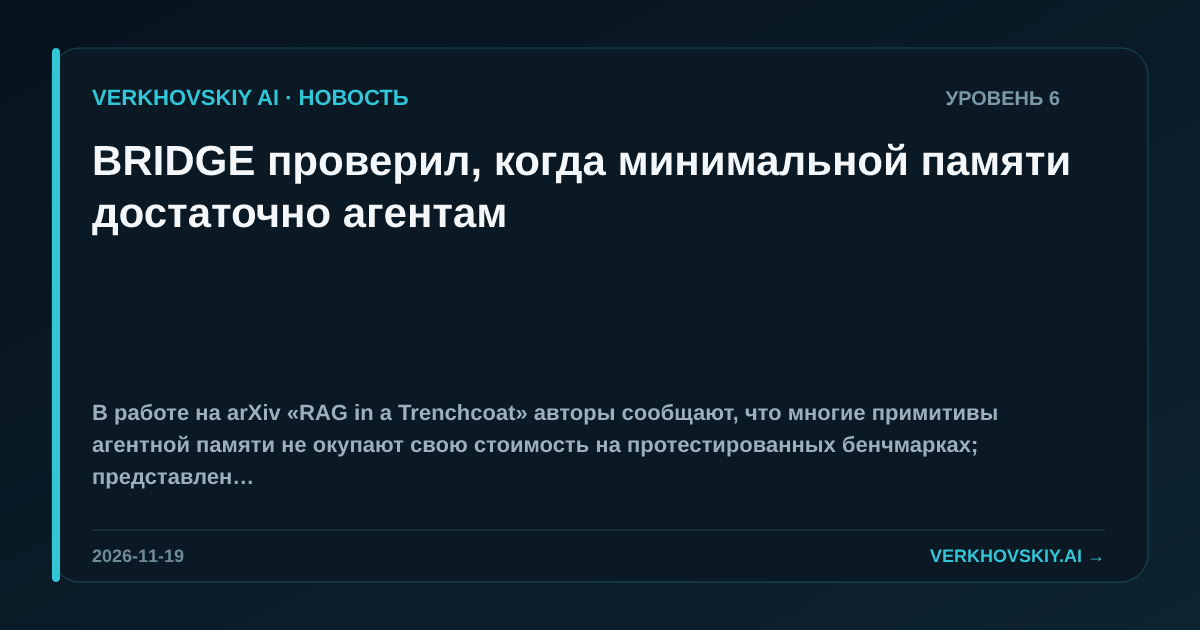 VERKHOVSKIY AI · НОВОСТЬ
УРОВЕНЬ 6
BRIDGE проверил, когда минимальной памяти
достаточно агентам
В работе на arXiv «RAG in a Trenchcoat» авторы сообщают, что многие примитивы
агентной памяти не окупают свою стоимость на протестированных бенчмарках;
представлен…
2026-11-19
VERKHOVSKIY.AI →